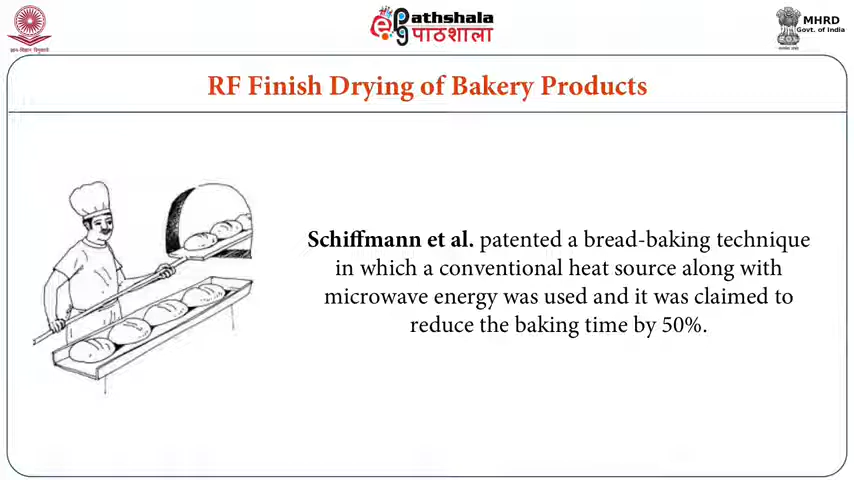 ePathshala
पाठशाला
MHRD
Govt. of India
RF Finish Drying of Bakery Products
Schiffmann et al. patented a bread-baking technique
in which a conventional heat source along with
microwave energy was used and it was claimed to
reduce the baking time by 50%.